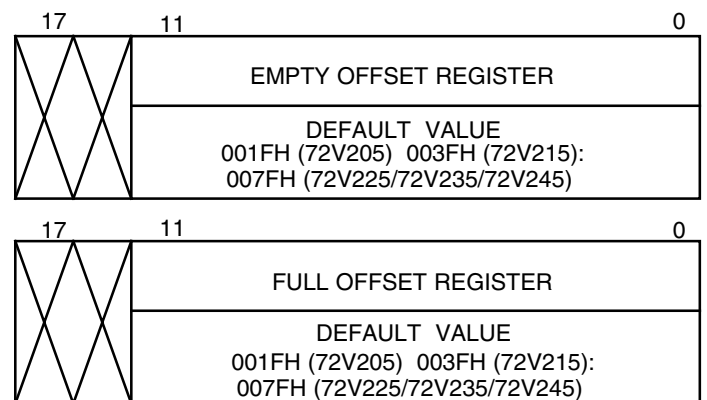 17 11 0
EMPTY OFFSET REGISTER
DEFAULT VALUE
001FH (72V205) 003FH (72V215):
007FH (72V225/72V235/72V245)
17 11 0
FULL OFFSET REGISTER
DEFAULT VALUE
001FH (72V205) 003FH (72V215):
007FH (72V225/72V235/72V245)